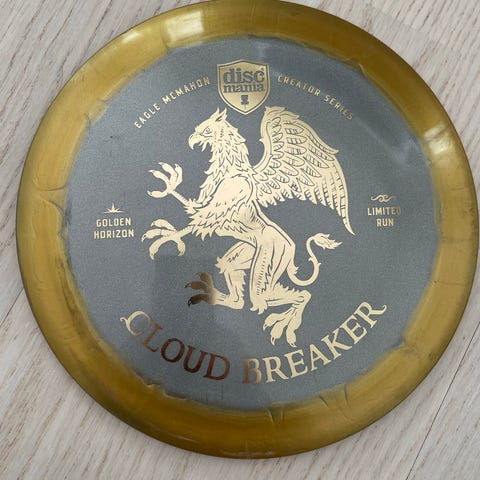 disc
mania
EAGLE MCMAHON
CREATOR SERIES
GOLDEN
HORIZON
LIMITED
RUN
CLOUD BREAKER